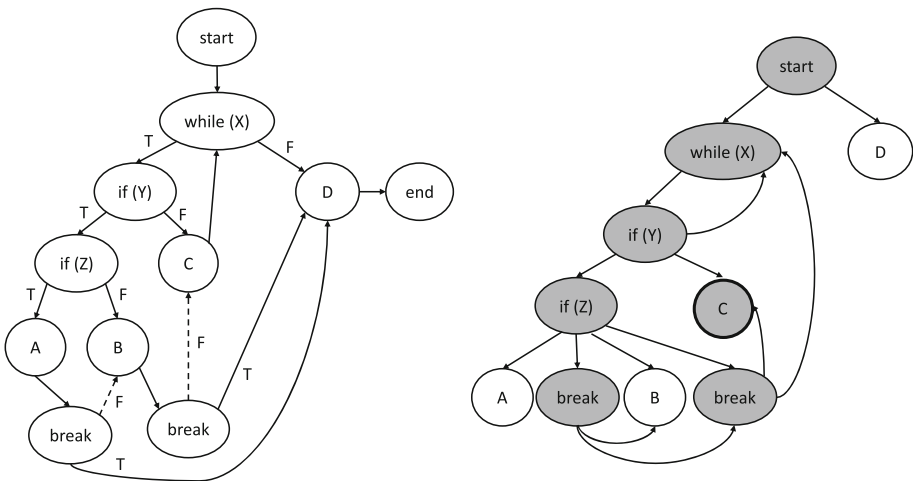 start
while (X)
T
F
if (Y)
D
end
T
F
if (Z)
C
T
F
A
B
F
F
T
break
break
T
start
while (X)
D
if (Y)
if (Z)
C
A
break
B
break